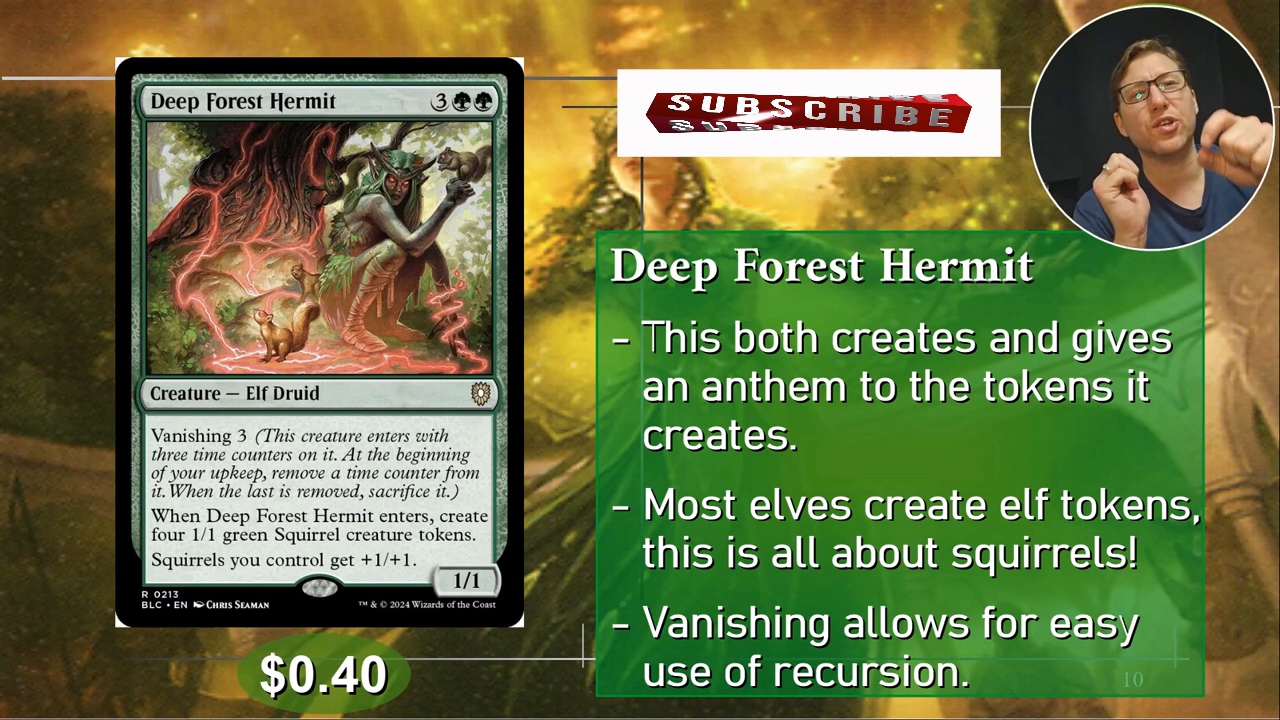 Deep Forest Hermit 3
Creature — Elf Druid
Vanishing 3 (This creature enters with
three time counters on it. At the beginning
of your upkeep, remove a time counter from
it. When the last is removed, sacrifice it.)
When Deep Forest Hermit enters, create
four 1/1 green Squirrel creature tokens.
Squirrels you control get +1/+1.
1/1
R 0213
BLC • EN CHRIS SEAMAN
™ & © 2024 Wizards of the Coast
$0.40
SUBSCRIBE
Deep Forest Hermit
- This both creates and gives
an anthem to the tokens it
creates.
- Most elves create elf tokens,
this is all about squirrels!
- Vanishing allows for easy
use of recursion.
10